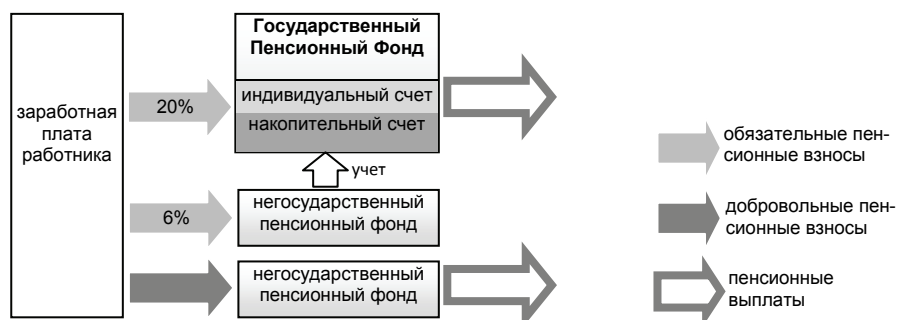 заработная
плата
работника
20%
6%
Государственный
Пенсионный Фонд
индивидуальный счет
накопительный счет
учет
негосударственный
пенсионный фонд
негосударственный
пенсионный фонд
обязательные пен-
сионные взносы
добровольные пен-
сионные взносы
пенсионные
выплаты